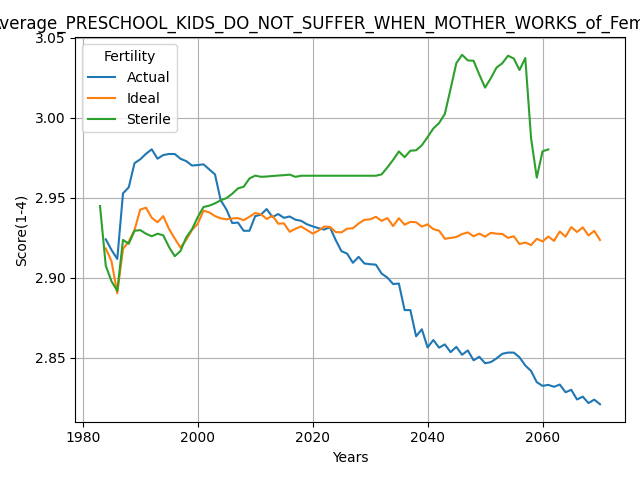 verage_PRESCHOOL_KIDS_DO_NOT_SUFFER_WHEN_MOTHER_WORKS_of_Fem
3.05
3.00
2.95
2.90
2.85
Score(1-4)
Fertility
Actual
Ideal
Sterile
1980 2000 2020 2040 2060
Years